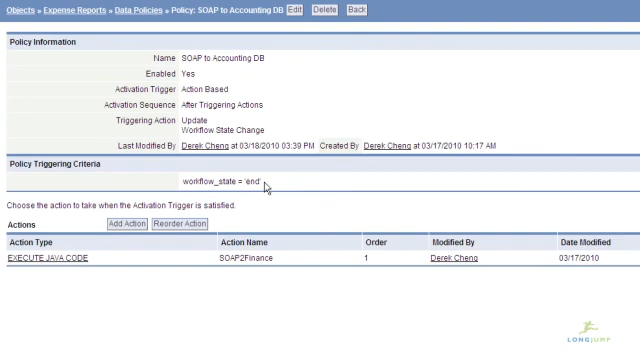 Objects » Expense Reports » Data Policies » Policy: SOAP to Accounting DB Edit Delete Back
Policy Information
Name SOAP to Accounting DB
Enabled Yes
Activation Trigger Action Based
Activation Sequence After Triggering Actions
Triggering Action Update
Workflow State Change
Last Modified By Derek Cheng at 03/18/2010 03:39 PM Created By Derek Cheng at 03/17/2010 10:17 AM
Policy Triggering Criteria
workflow_state = 'end'
Choose the action to take when the Activation Trigger is satisfied.
Actions Add Action Reorder Action
Action Type Action Name Order Modified By Date Modified
EXECUTE JAVA CODE SOAP2Finance 1 Derek Cheng 03/17/2010
LONGJUMP